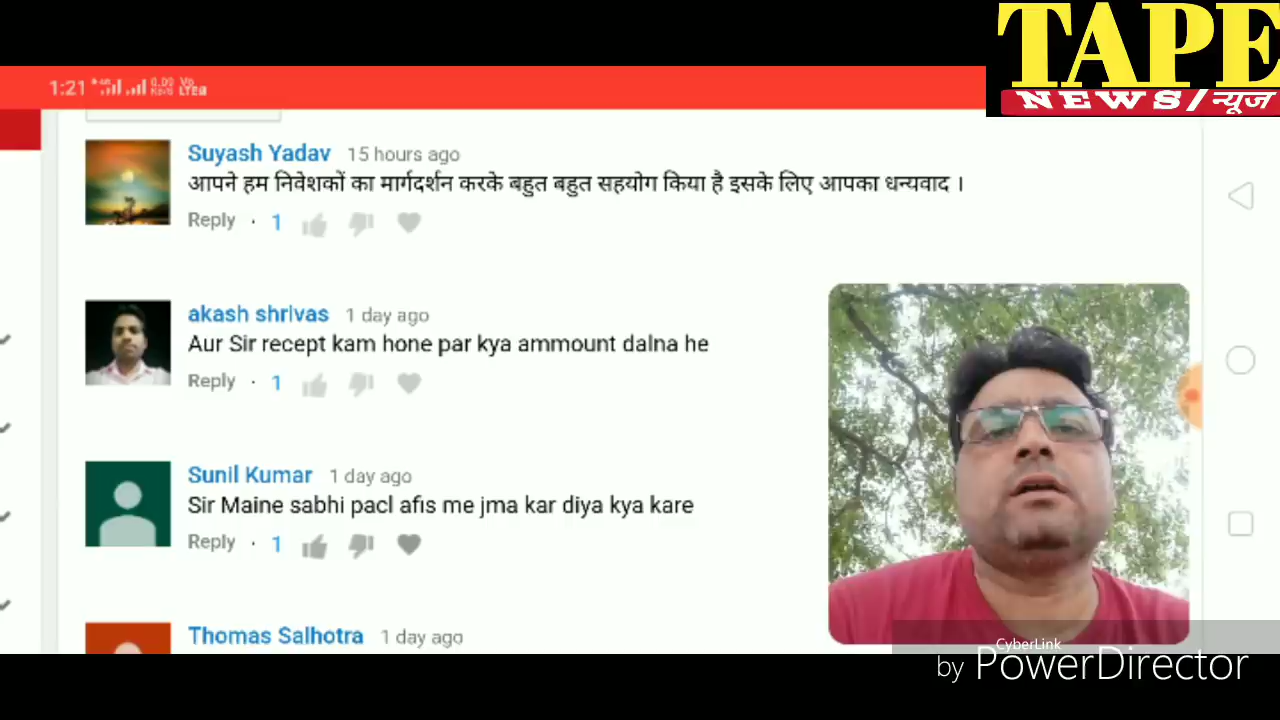 TAPE
NEWS/न्यूज
1:21
Suyash Yadav 15 hours ago
आपने हम निवेशकों का मार्गदर्शन करके बहुत बहुत सहयोग किया है इसके लिए आपका धन्यवाद ।
Reply · 1
akash shrivas 1 day ago
Aur Sir recept kam hone par kya ammount dalna he
Reply · 1
Sunil Kumar 1 day ago
Sir Maine sabhi pacl afis me jma kar diya kya kare
Reply · 1
Thomas Salhotra 1 day ago
CyberLink
by PowerDirector